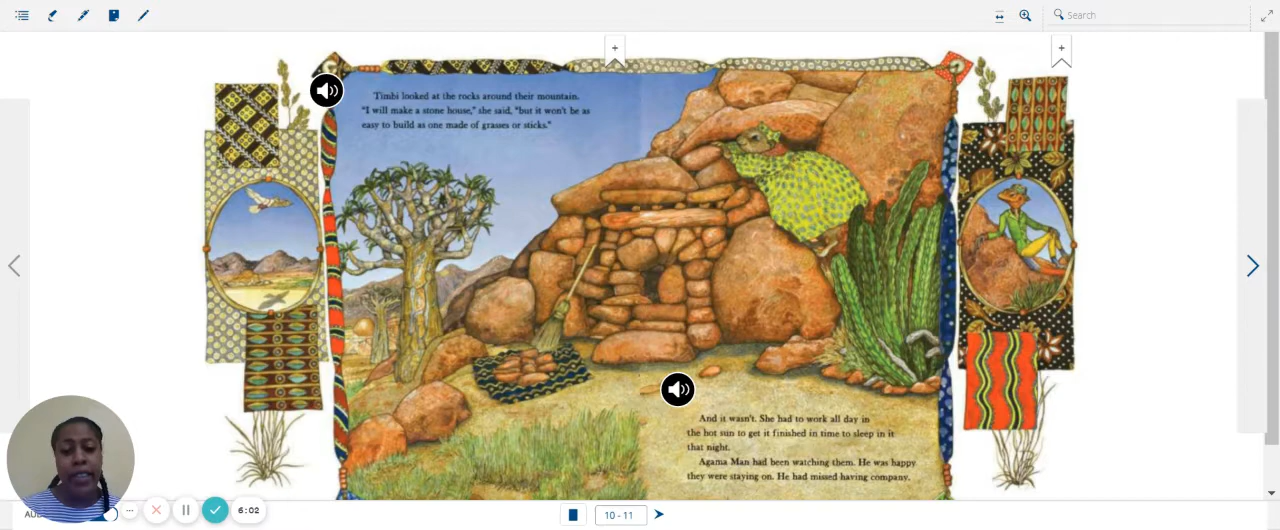 Search
Timbi looked at the rocks around their mountain.
"I will make a stone house," she said, "but it won't be as
easy to build as one made of grasses or sticks."
And it wasn't. She had to work all day in
the hot sun to get it finished in time to sleep in it
that night.
Agama Man had been watching them. He was happy
they were staying on. He had missed having company.
6:02
10 - 11